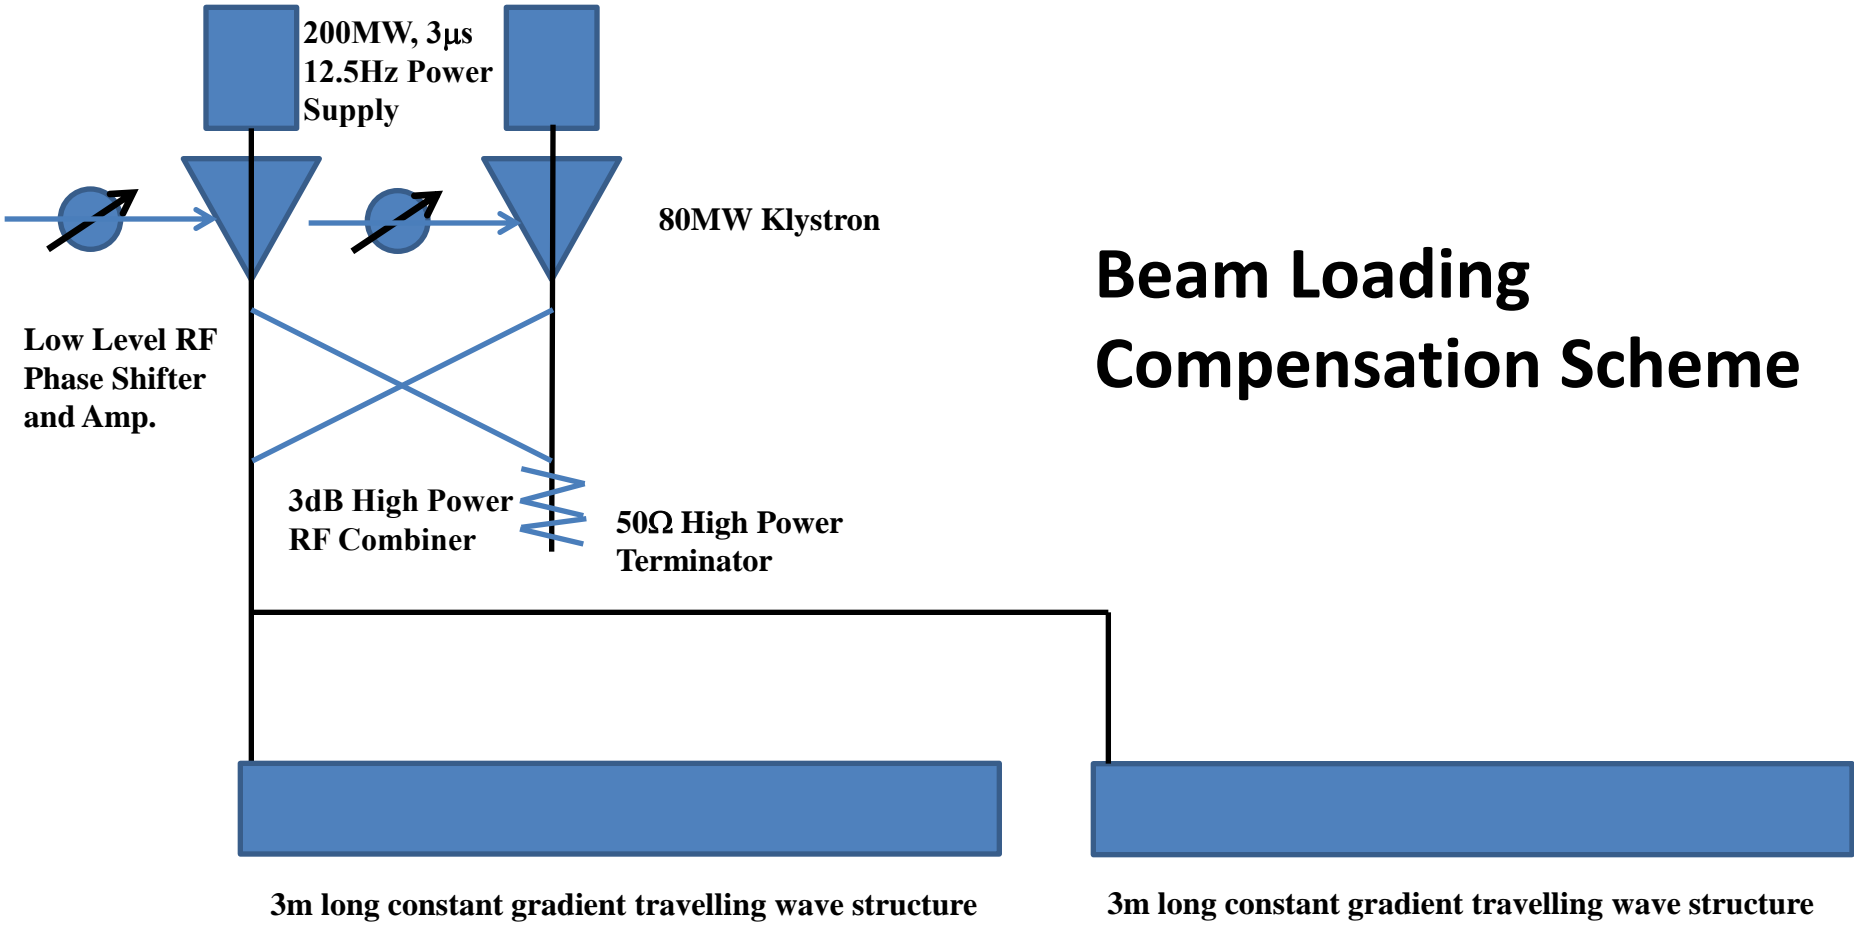 200MW, 3μs
12.5Hz Power
Supply
80MW Klystron
Beam Loading
Compensation Scheme
Low Level RF
Phase Shifter
and Amp.
3dB High Power
RF Combiner
50Ω High Power
Terminator
3m long constant gradient travelling wave structure
3m long constant gradient travelling wave structure